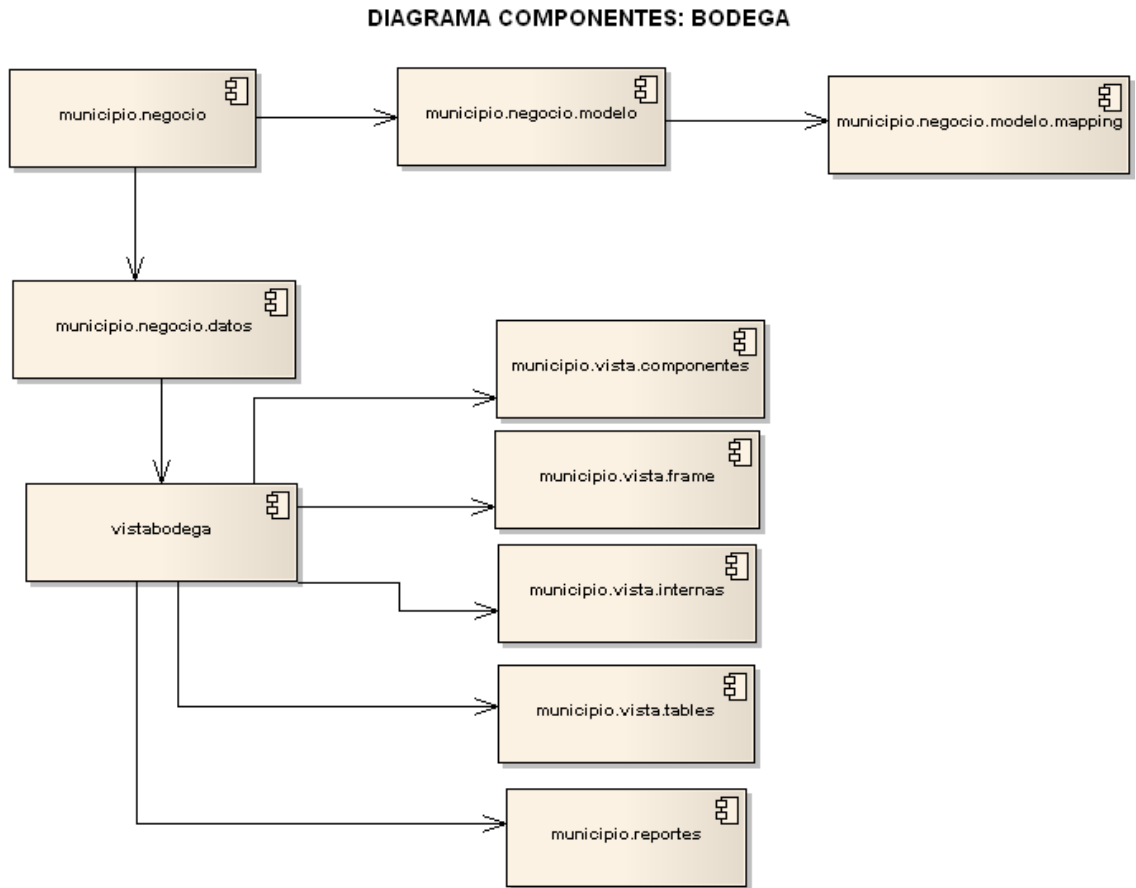 DIAGRAMA COMPONENTES: BODEGA
municipio.negocio
municipio.negocio.modelo
municipio.negocio.modelo.mapping
municipio.negocio.datos
municipio.vista.componentes
municipio.vista.frame
vistabodega
municipio.vista.internas
municipio.vista.tables
municipio.reportes